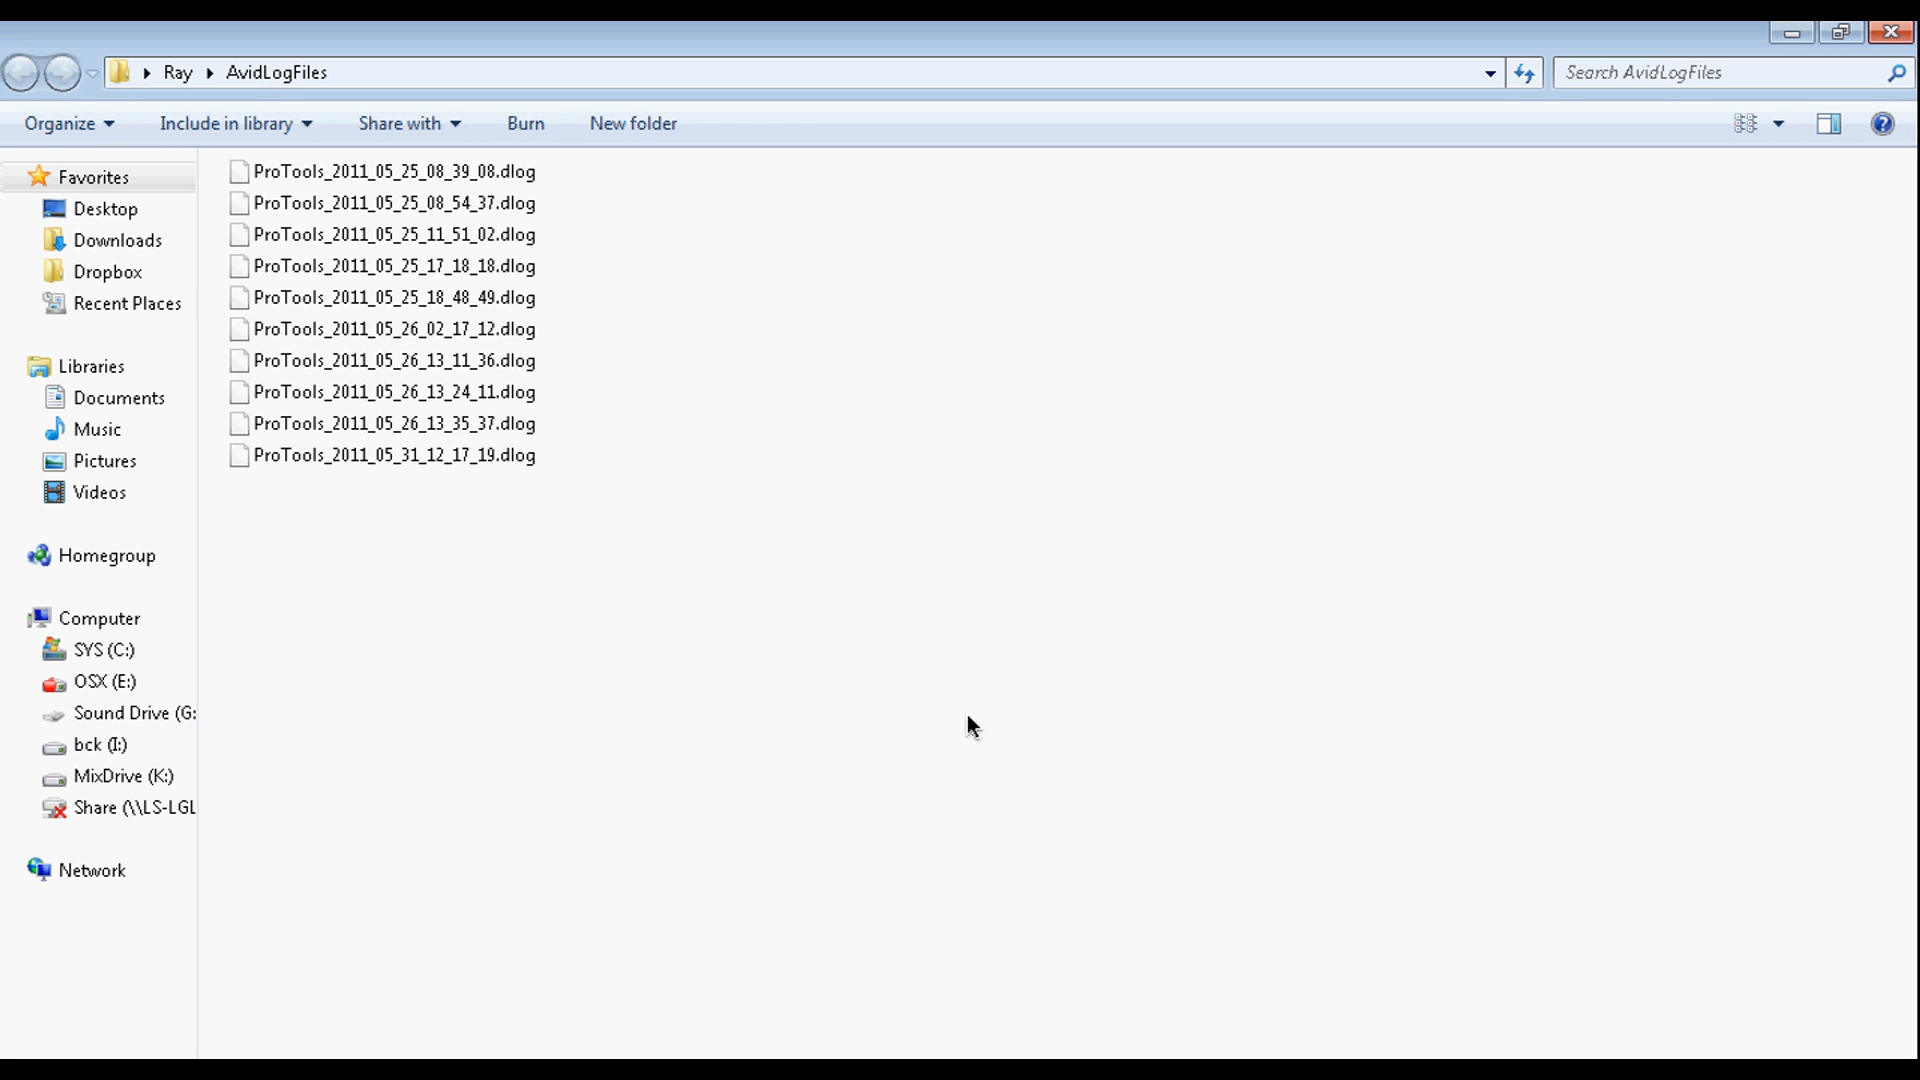 Ray AvidLogFiles
Search AvidLogFiles
Organize Include in library Share with Burn New folder
Favorites
Desktop
Downloads
Dropbox
Recent Places
Libraries
Documents
Music
Pictures
Videos
Homegroup
Computer
SYS (C:)
OSX (E:)
Sound Drive (G:
bck (I:)
MixDrive (K:)
Share (\\LS-LGL
Network
ProTools_2011_05_25_08_39_08.dlog
ProTools_2011_05_25_08_54_37.dlog
ProTools_2011_05_25_11_51_02.dlog
ProTools_2011_05_25_17_18_18.dlog
ProTools_2011_05_25_18_48_49.dlog
ProTools_2011_05_26_02_17_12.dlog
ProTools_2011_05_26_13_11_36.dlog
ProTools_2011_05_26_13_24_11.dlog
ProTools_2011_05_26_13_35_37.dlog
ProTools_2011_05_31_12_17_19.dlog